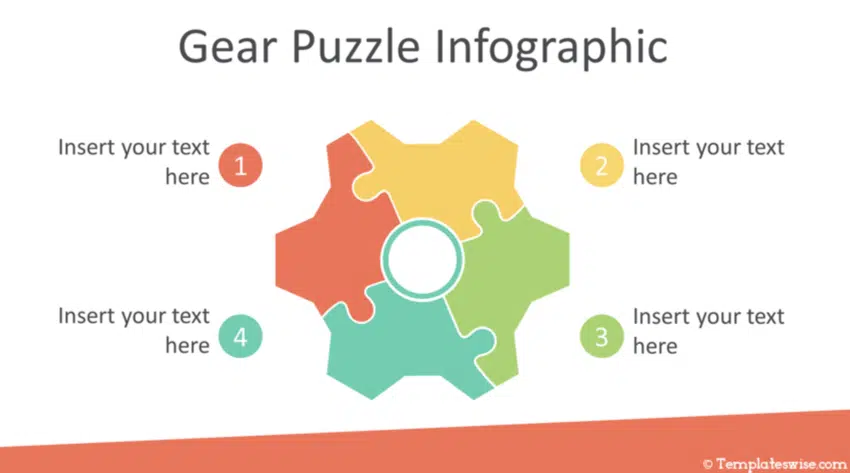 Gear Puzzle Infographic
Insert your text
here
1
2
Insert your text
here
Insert your text
here
4
3
Insert your text
here
© Templateswise.com